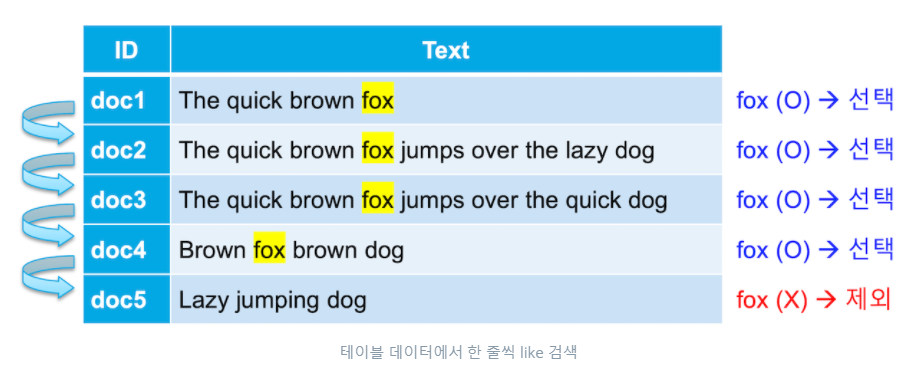 ID Text
doc1 The quick brown fox fox (O) → 선택
doc2 The quick brown fox jumps over the lazy dog fox (O) → 선택
doc3 The quick brown fox jumps over the quick dog fox (O) → 선택
doc4 Brown fox brown dog fox (O) → 선택
doc5 Lazy jumping dog fox (X) → 제외
테이블 데이터에서 한 줄씩 like 검색